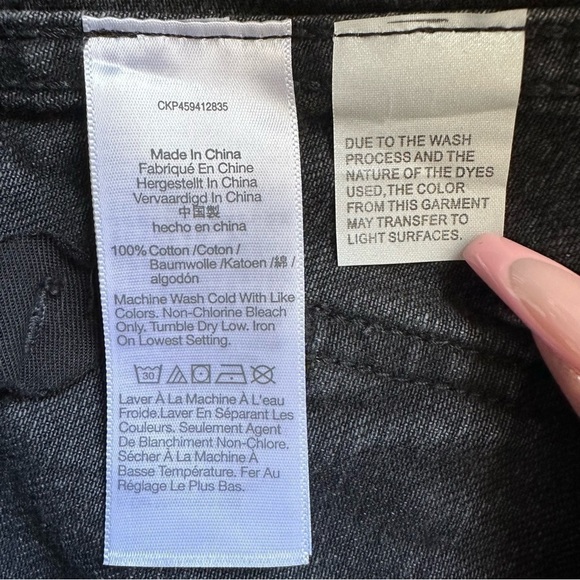 CKP459412835
Made In China
Fabriqué En Chine
Hergestellt In China
Vervaardigd In China
中国製
hecho en china
100% Cotton /Coton /
Baumwolle /Katoen /綿 /
algodón
Machine Wash Cold With Like
Colors. Non-Chlorine Bleach
Only. Tumble Dry Low. Iron
On Lowest Setting.
30
Laver À La Machine À L'eau
Froide.Laver En Séparant Les
Couleurs. Seulement Agent
De Blanchiment Non-Chlore.
Sécher À La Machine À
Basse Température. Fer Au
Réglage Le Plus Bas.
DUE TO THE WASH
PROCESS AND THE
NATURE OF THE DYES
USED,THE COLOR
FROM THIS GARMENT
MAY TRANSFER TO
LIGHT SURFACES.